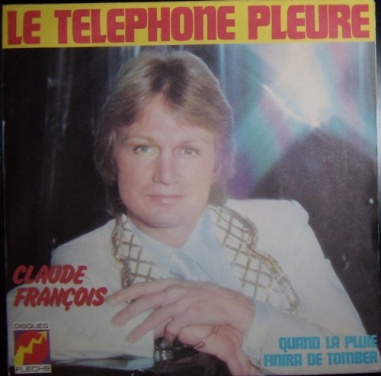 LE TELEPHONE PLEURE
CLAUDE
FRANÇOIS
DISQUES
FLECHE
QUAND LA PLUIE
FINIRA DE TOMBER